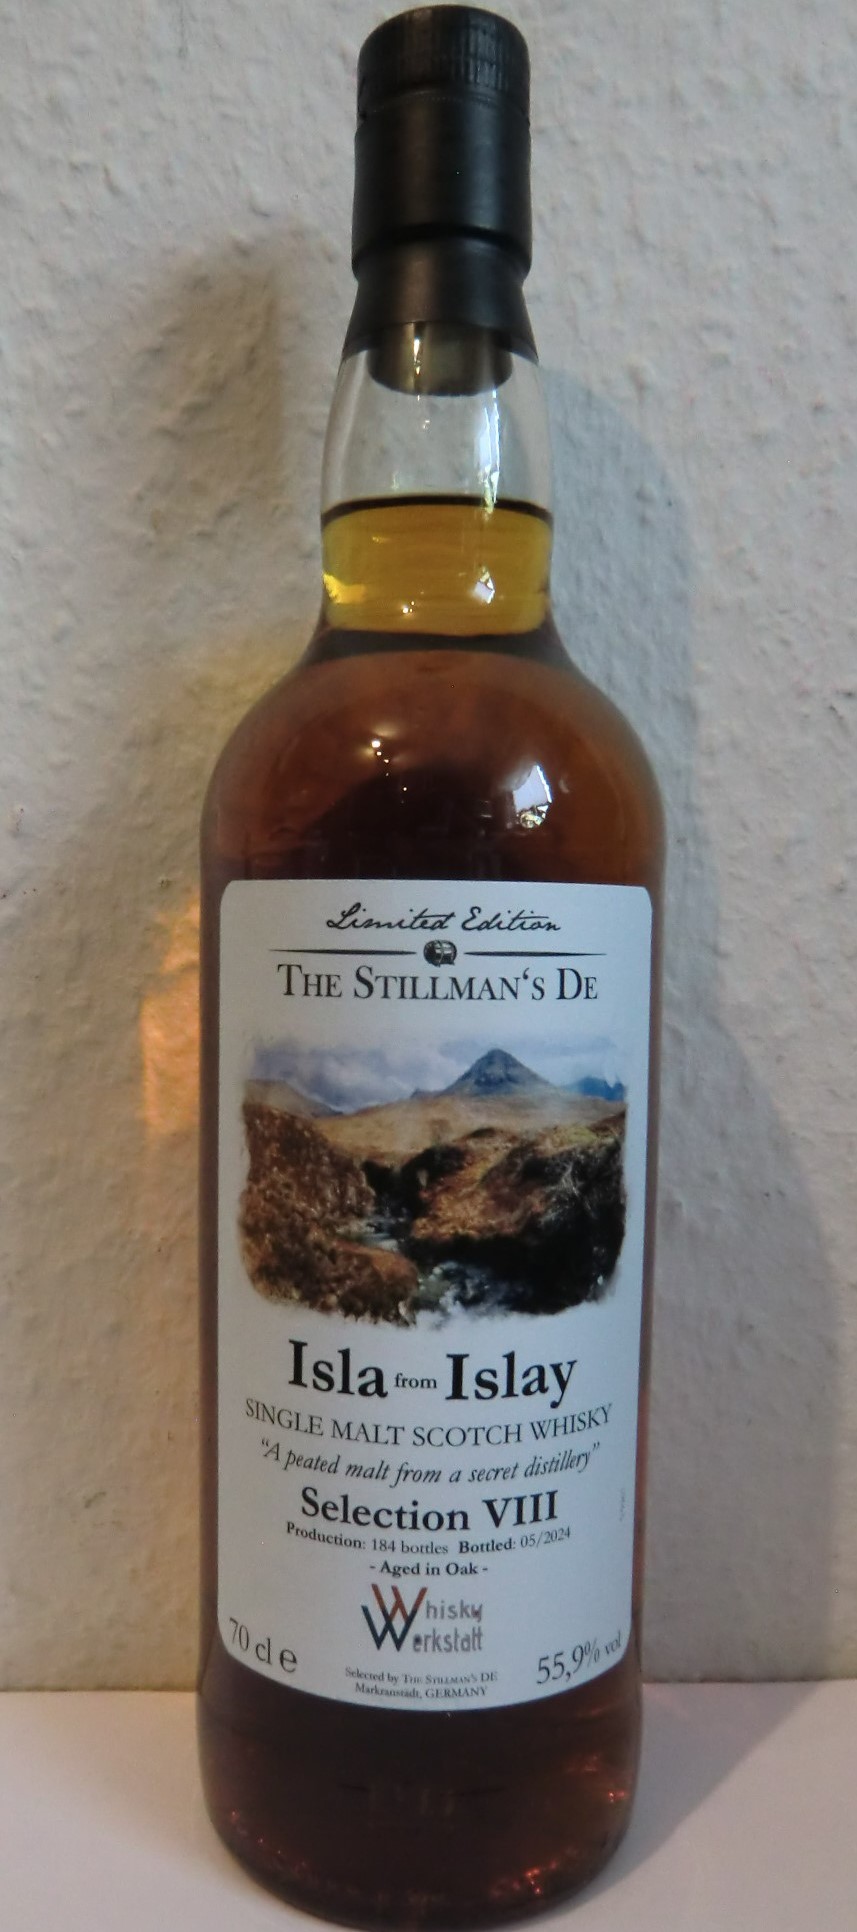 Limited Edition
THE STILLMAN‘S DE
Isla from Islay
SINGLE MALT SCOTCH WHISKY
“A peated malt from a secret distillery”
Selection VIII
Production: 184 bottles Bottled: 05/2024
- Aged in Oak -
Whisky
Werkstatt
70 cl e
55,9% vol
Selected by THE STILLMAN'S DE
Markranstädt, GERMANY